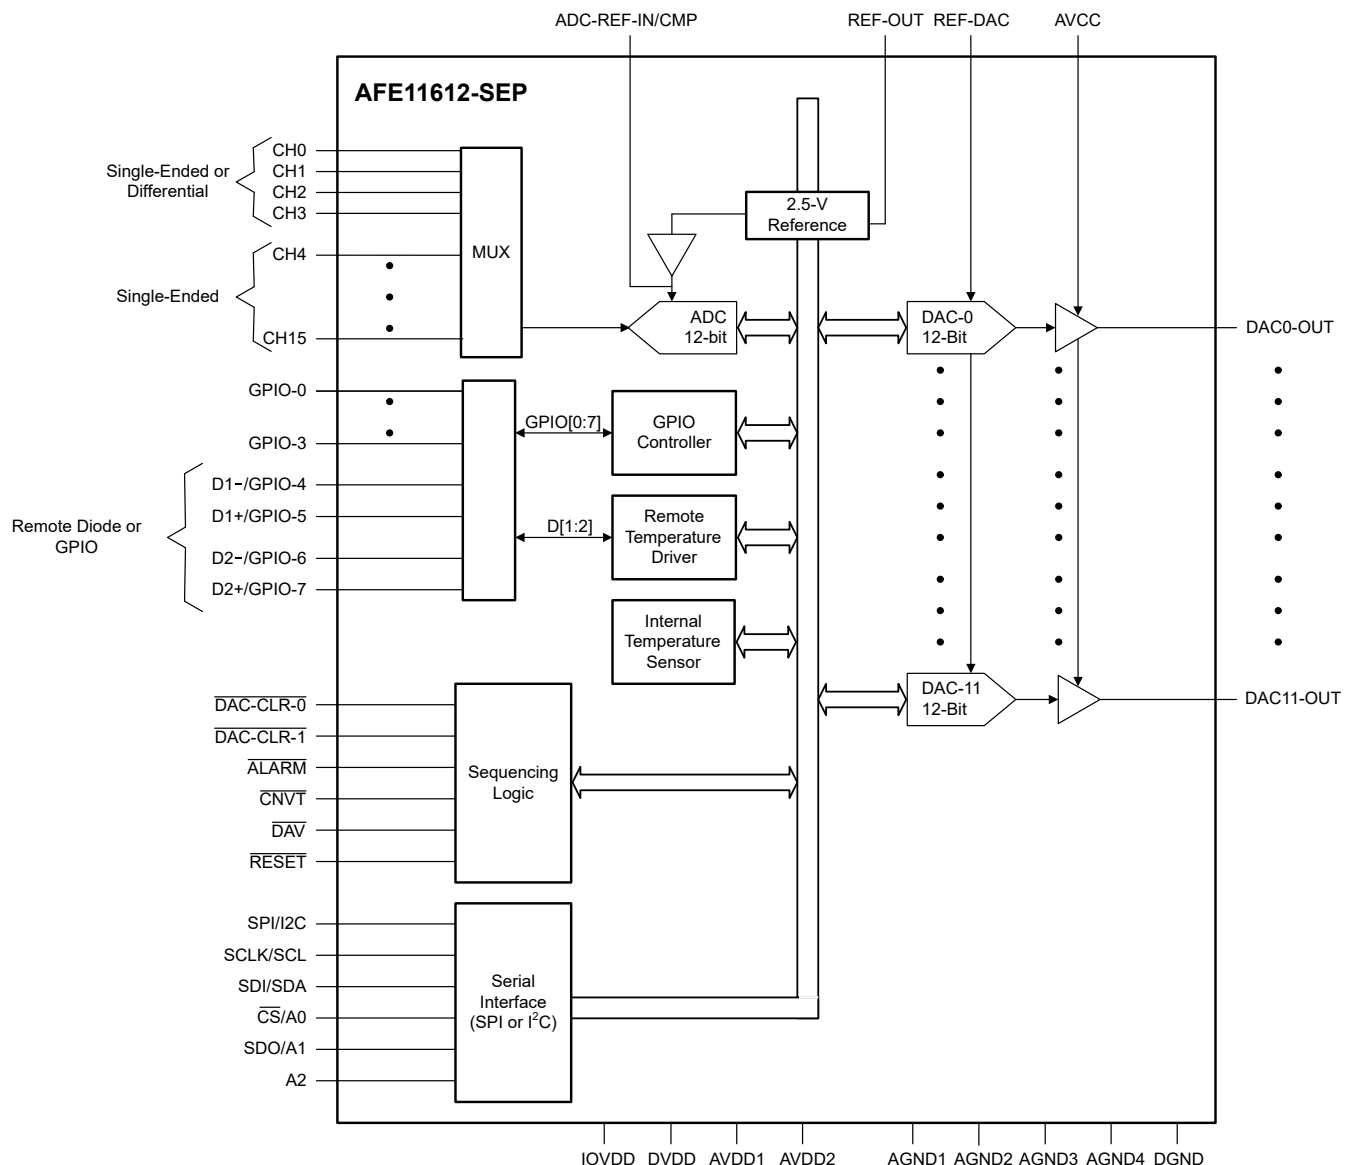 ADC-REF-IN/CMP
REF-OUT
REF-DAC
AVCC
AFE11612-SEP
Single-Ended or
Differential
CH0
CH1
CH2
CH3
Single-Ended
CH4
CH15
MUX
2.5-V
Reference
ADC
12-bit
DAC-0
12-Bit
DAC0-OUT
GPIO-0
GPIO-3
Remote Diode or
GPIO
D1−/GPIO-4
D1+/GPIO-5
D2−/GPIO-6
D2+/GPIO-7
GPIO[0:7]
GPIO
Controller
D[1:2]
Remote
Temperature
Driver
Internal
Temperature
Sensor
DAC-11
12-Bit
DAC11-OUT
DAC-CLR-0
DAC-CLR-1
ALARM
CNVT
DAV
RESET
Sequencing
Logic
SPI/I2C
SCLK/SCL
SDI/SDA
CS/A0
SDO/A1
A2
Serial
Interface
(SPI or I²C)
IOVDD
DVDD
AVDD1
AVDD2
AGND1
AGND2
AGND3
AGND4
DGND